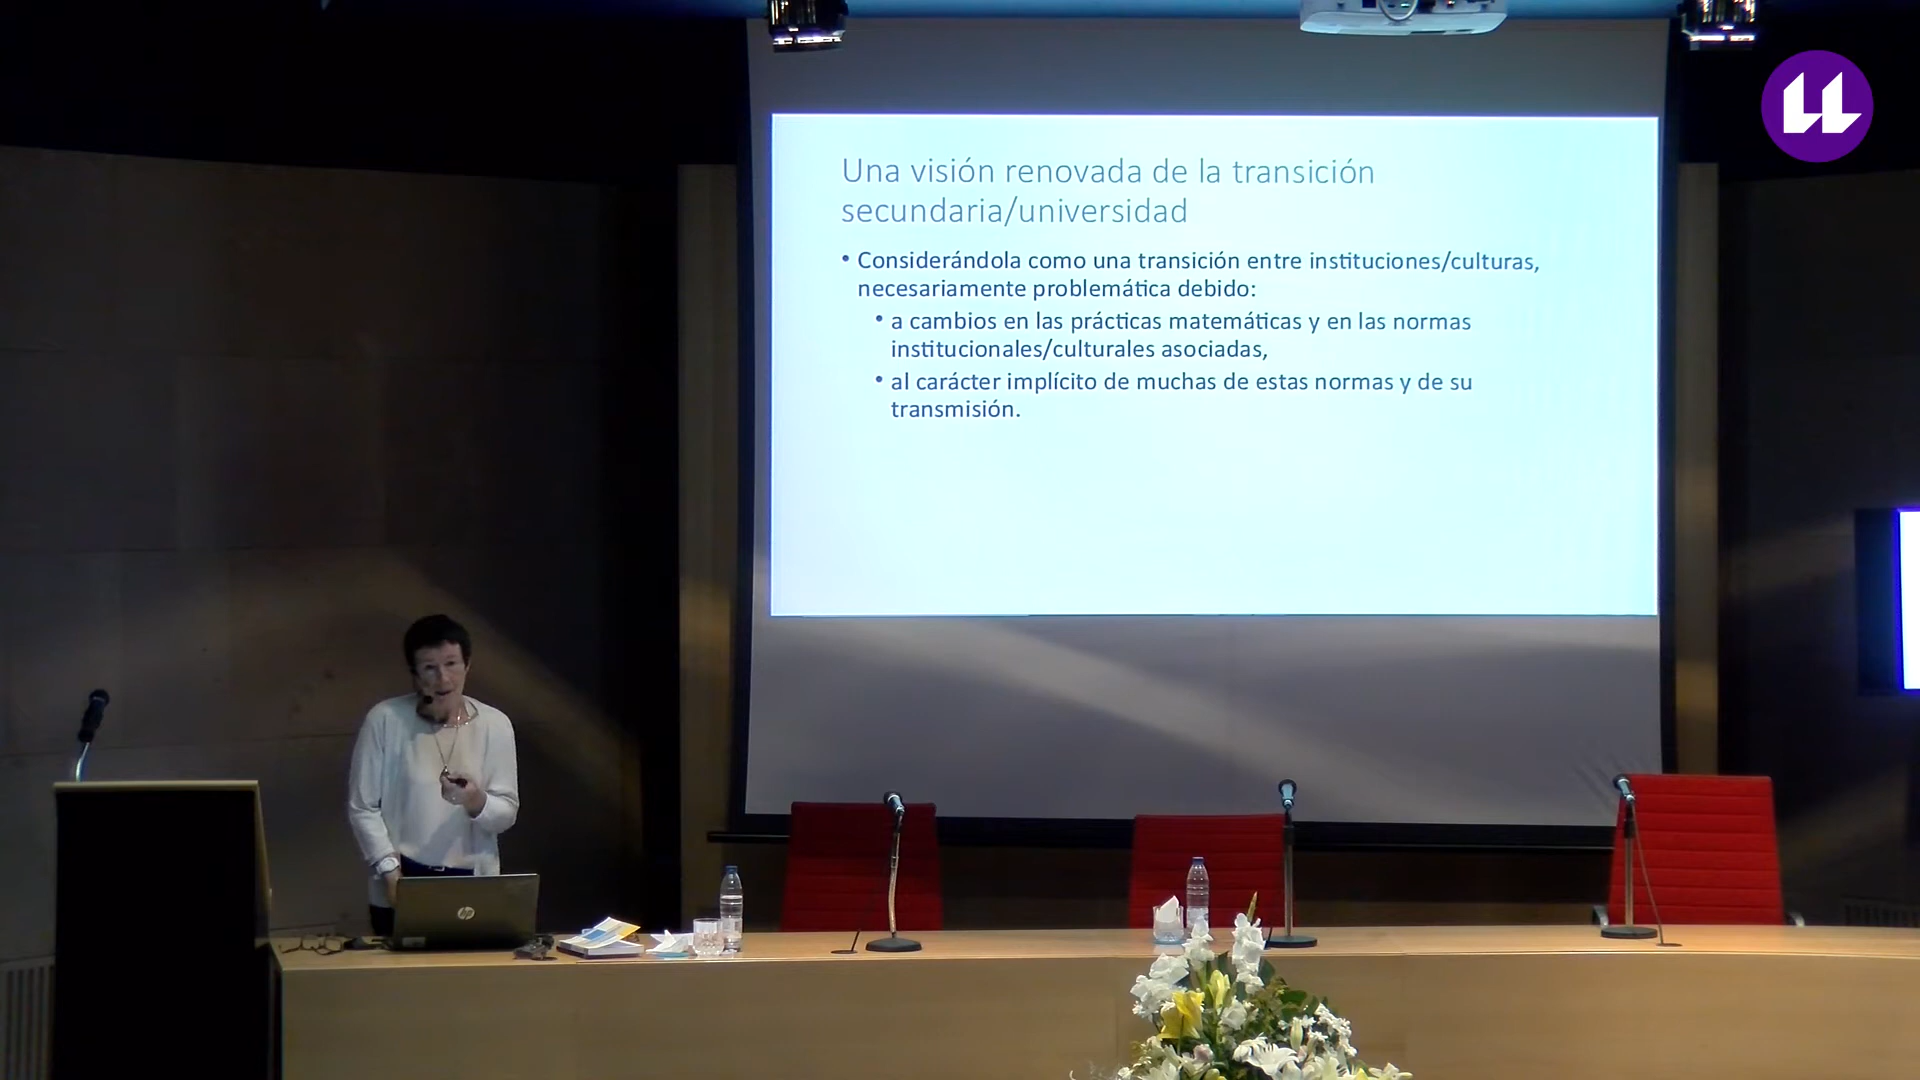 Una visión renovada de la transición
secundaria/universidad
• Considerándola como una transición entre instituciones/culturas,
necesariamente problemática debido:
• a cambios en las prácticas matemáticas y en las normas
institucionales/culturales asociadas,
• al carácter implícito de muchas de estas normas y de su
transmisión.
hp